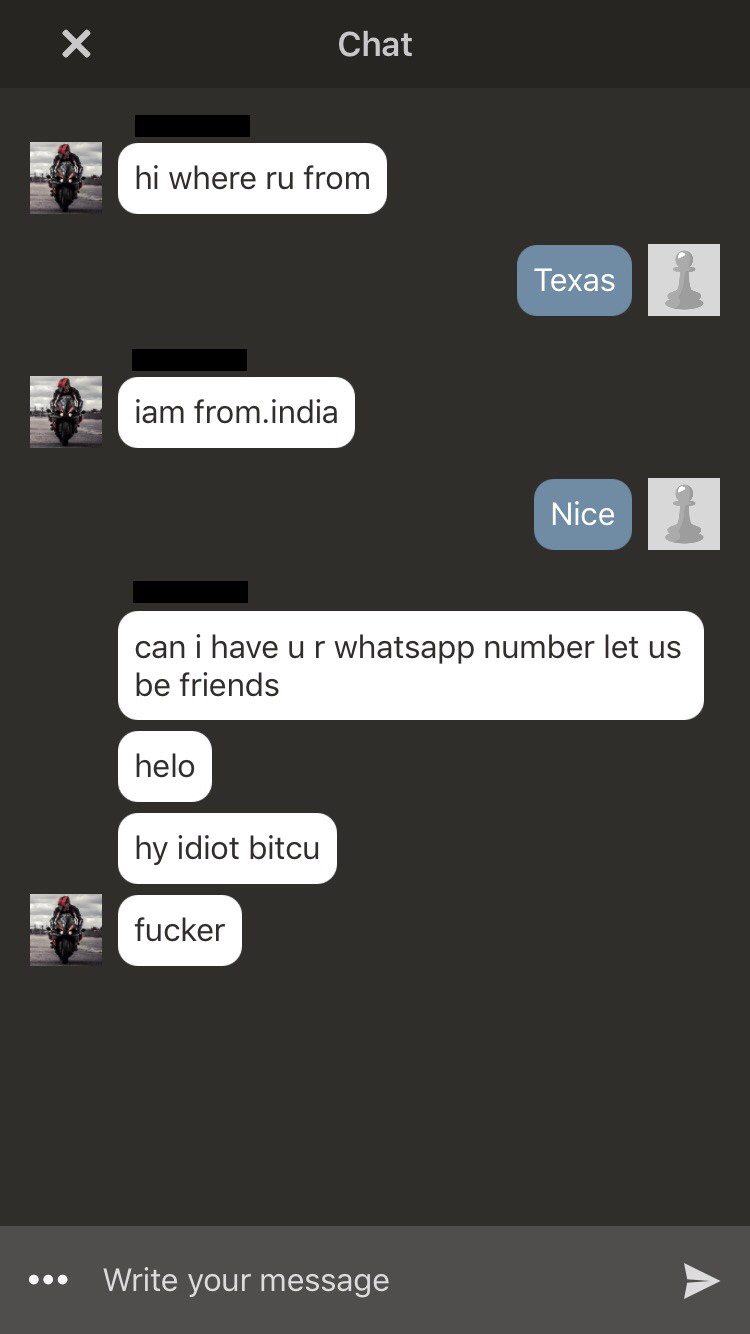 Chat
hi where ru from
Texas
iam from.india
Nice
can i have u r whatsapp number let us
be friends
helo
hy idiot bitcu
fucker
Write your message